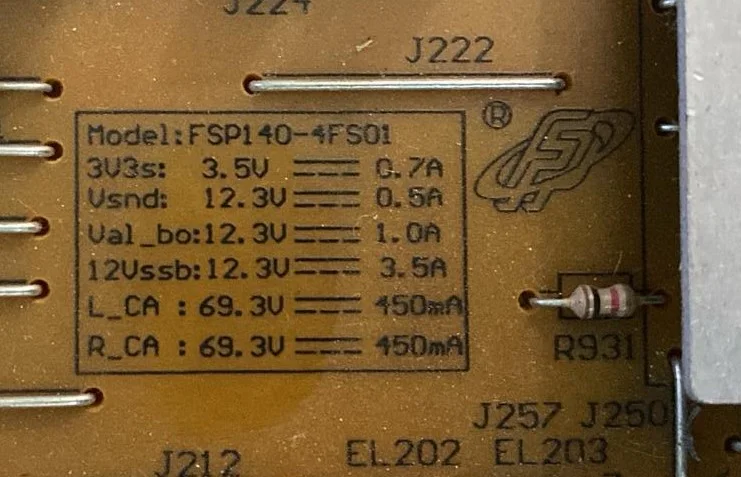 J224
J222
Model:FSP140-4FS01
3V3s: 3.5V 0.7A
Vsnd: 12.3V 0.5A
Val_bo:12.3V 1.0A
12Vssb:12.3V 3.5A
L_CA : 69.3V 450mA
R_CA : 69.3V 450mA
®
FSP
R931
J257 J250
EL202 EL203
J212